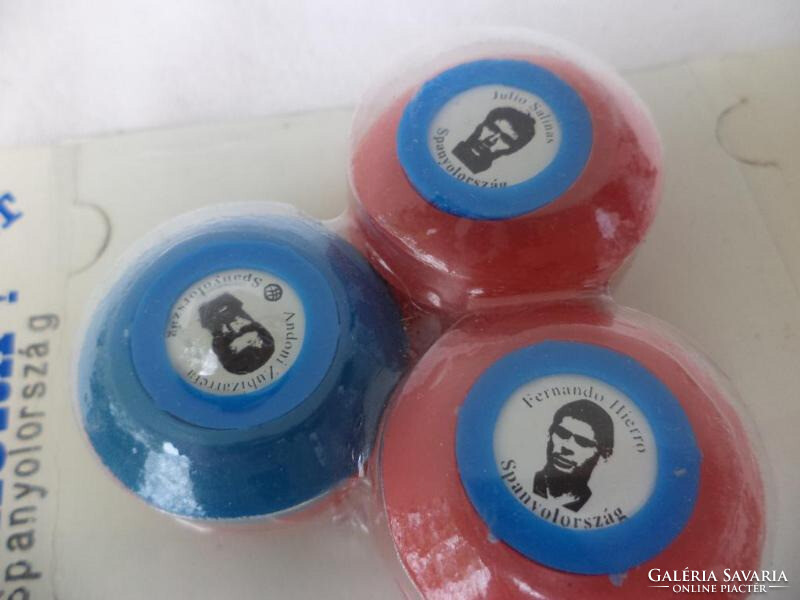 Julio Salinas
Spanyolország
Spanyolország
Andoni Zubizarreta
Fernando Hierro
Spanyolország
Spanyolország
GALÉRIA SAVARIA
ONLINE PIACTÉR